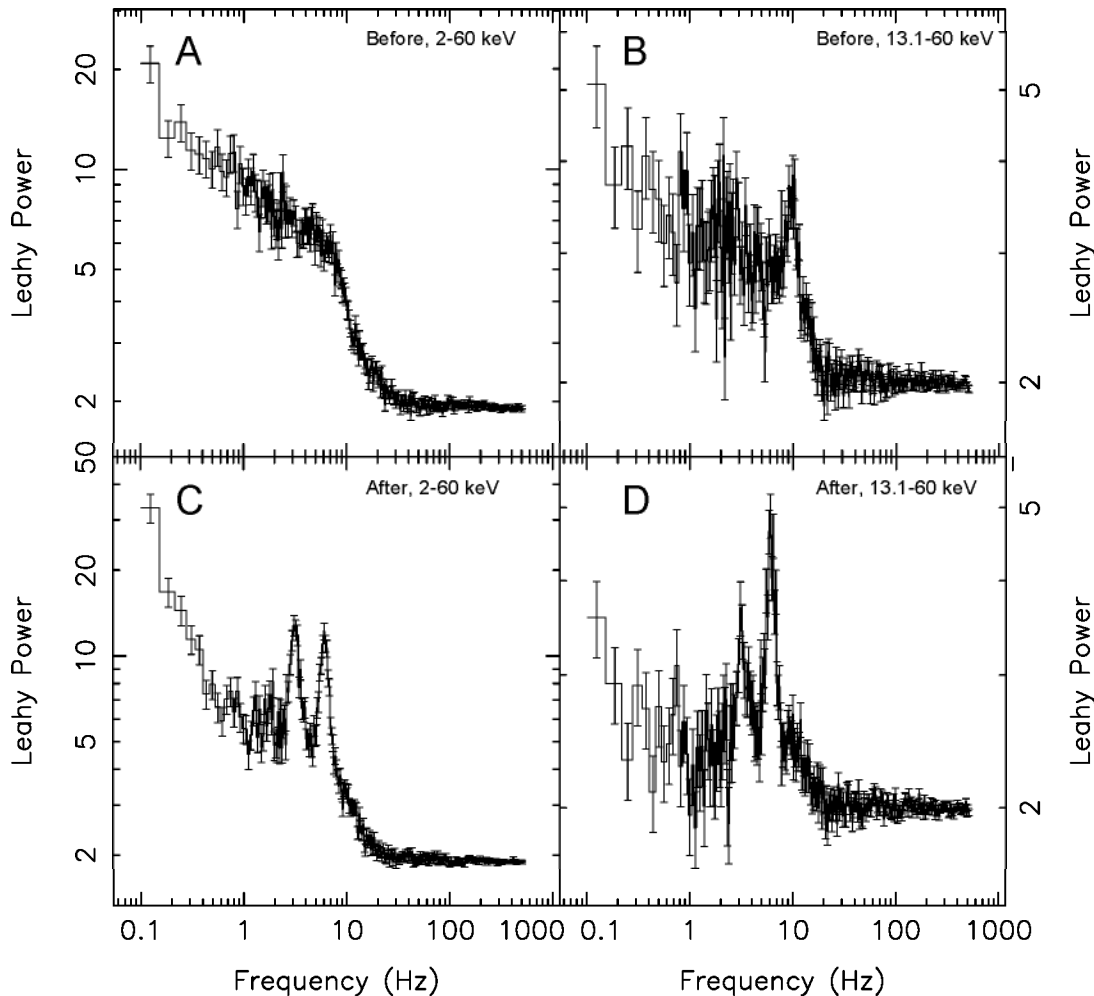 A
Before, 2-60 keV
20
10
5
2
Leahy Power
B
Before, 13.1-60 keV
5
2
Leahy Power
C
After, 2-60 keV
50
20
10
5
2
Leahy Power
0.1
1
10
100
1000
Frequency (Hz)
D
After, 13.1-60 keV
5
2
Leahy Power
0.1
1
10
100
1000
Frequency (Hz)